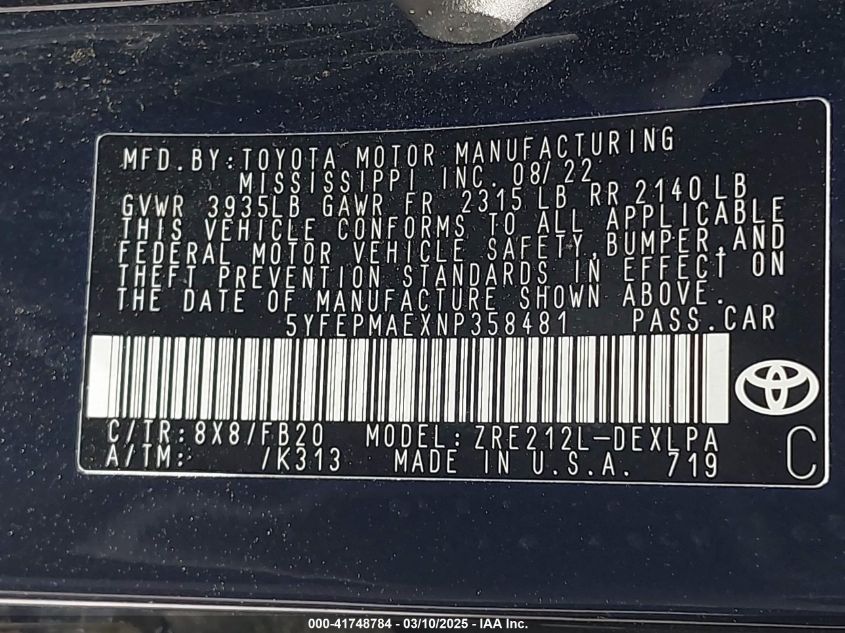 MFD.BY:TOYOTA MOTOR MANUFACTURING
MISSISSIPPI INC. 08/22
GVWR 3935LB GAWR FR 2315LB RR 2140LB
THIS VEHICLE CONFORMS TO ALL APPLICABLE
FEDERAL MOTOR VEHICLE SAFETY,BUMPER,AND
THEFT PREVENTION STANDARDS IN EFFECT ON
THE DATE OF MANUFACTURE SHOWN ABOVE.
5YFEPMAEXNP358481 PASS.CAR
C/TR:8X8/FB20 MODEL:ZRE212L-DEXLPA
A/TM: /K313 MADE IN U.S.A. 719 C
000-41748784 - 03/10/2025 - IAA Inc.